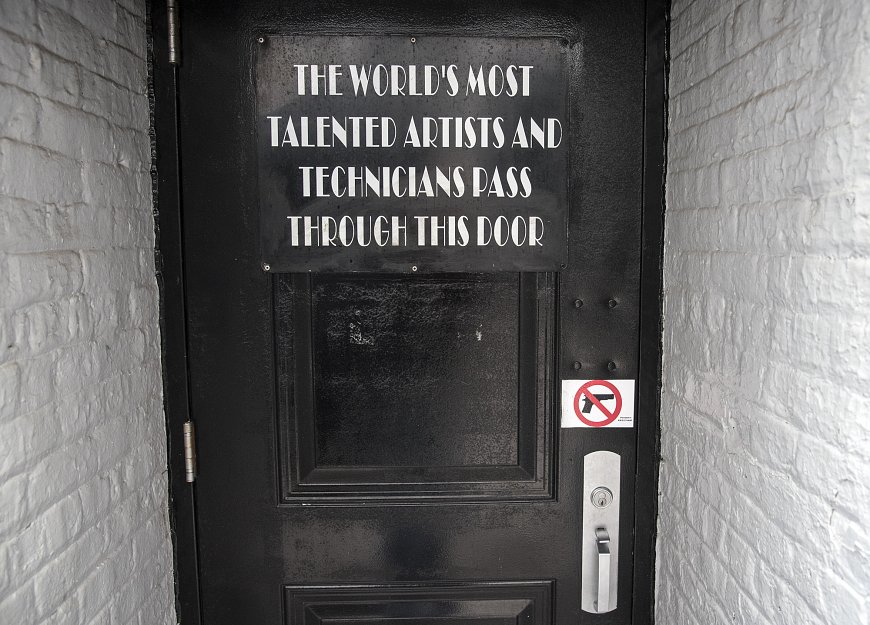 THE WORLD'S MOST
TALENTED ARTISTS AND
TECHNICIANS PASS
THROUGH THIS DOOR